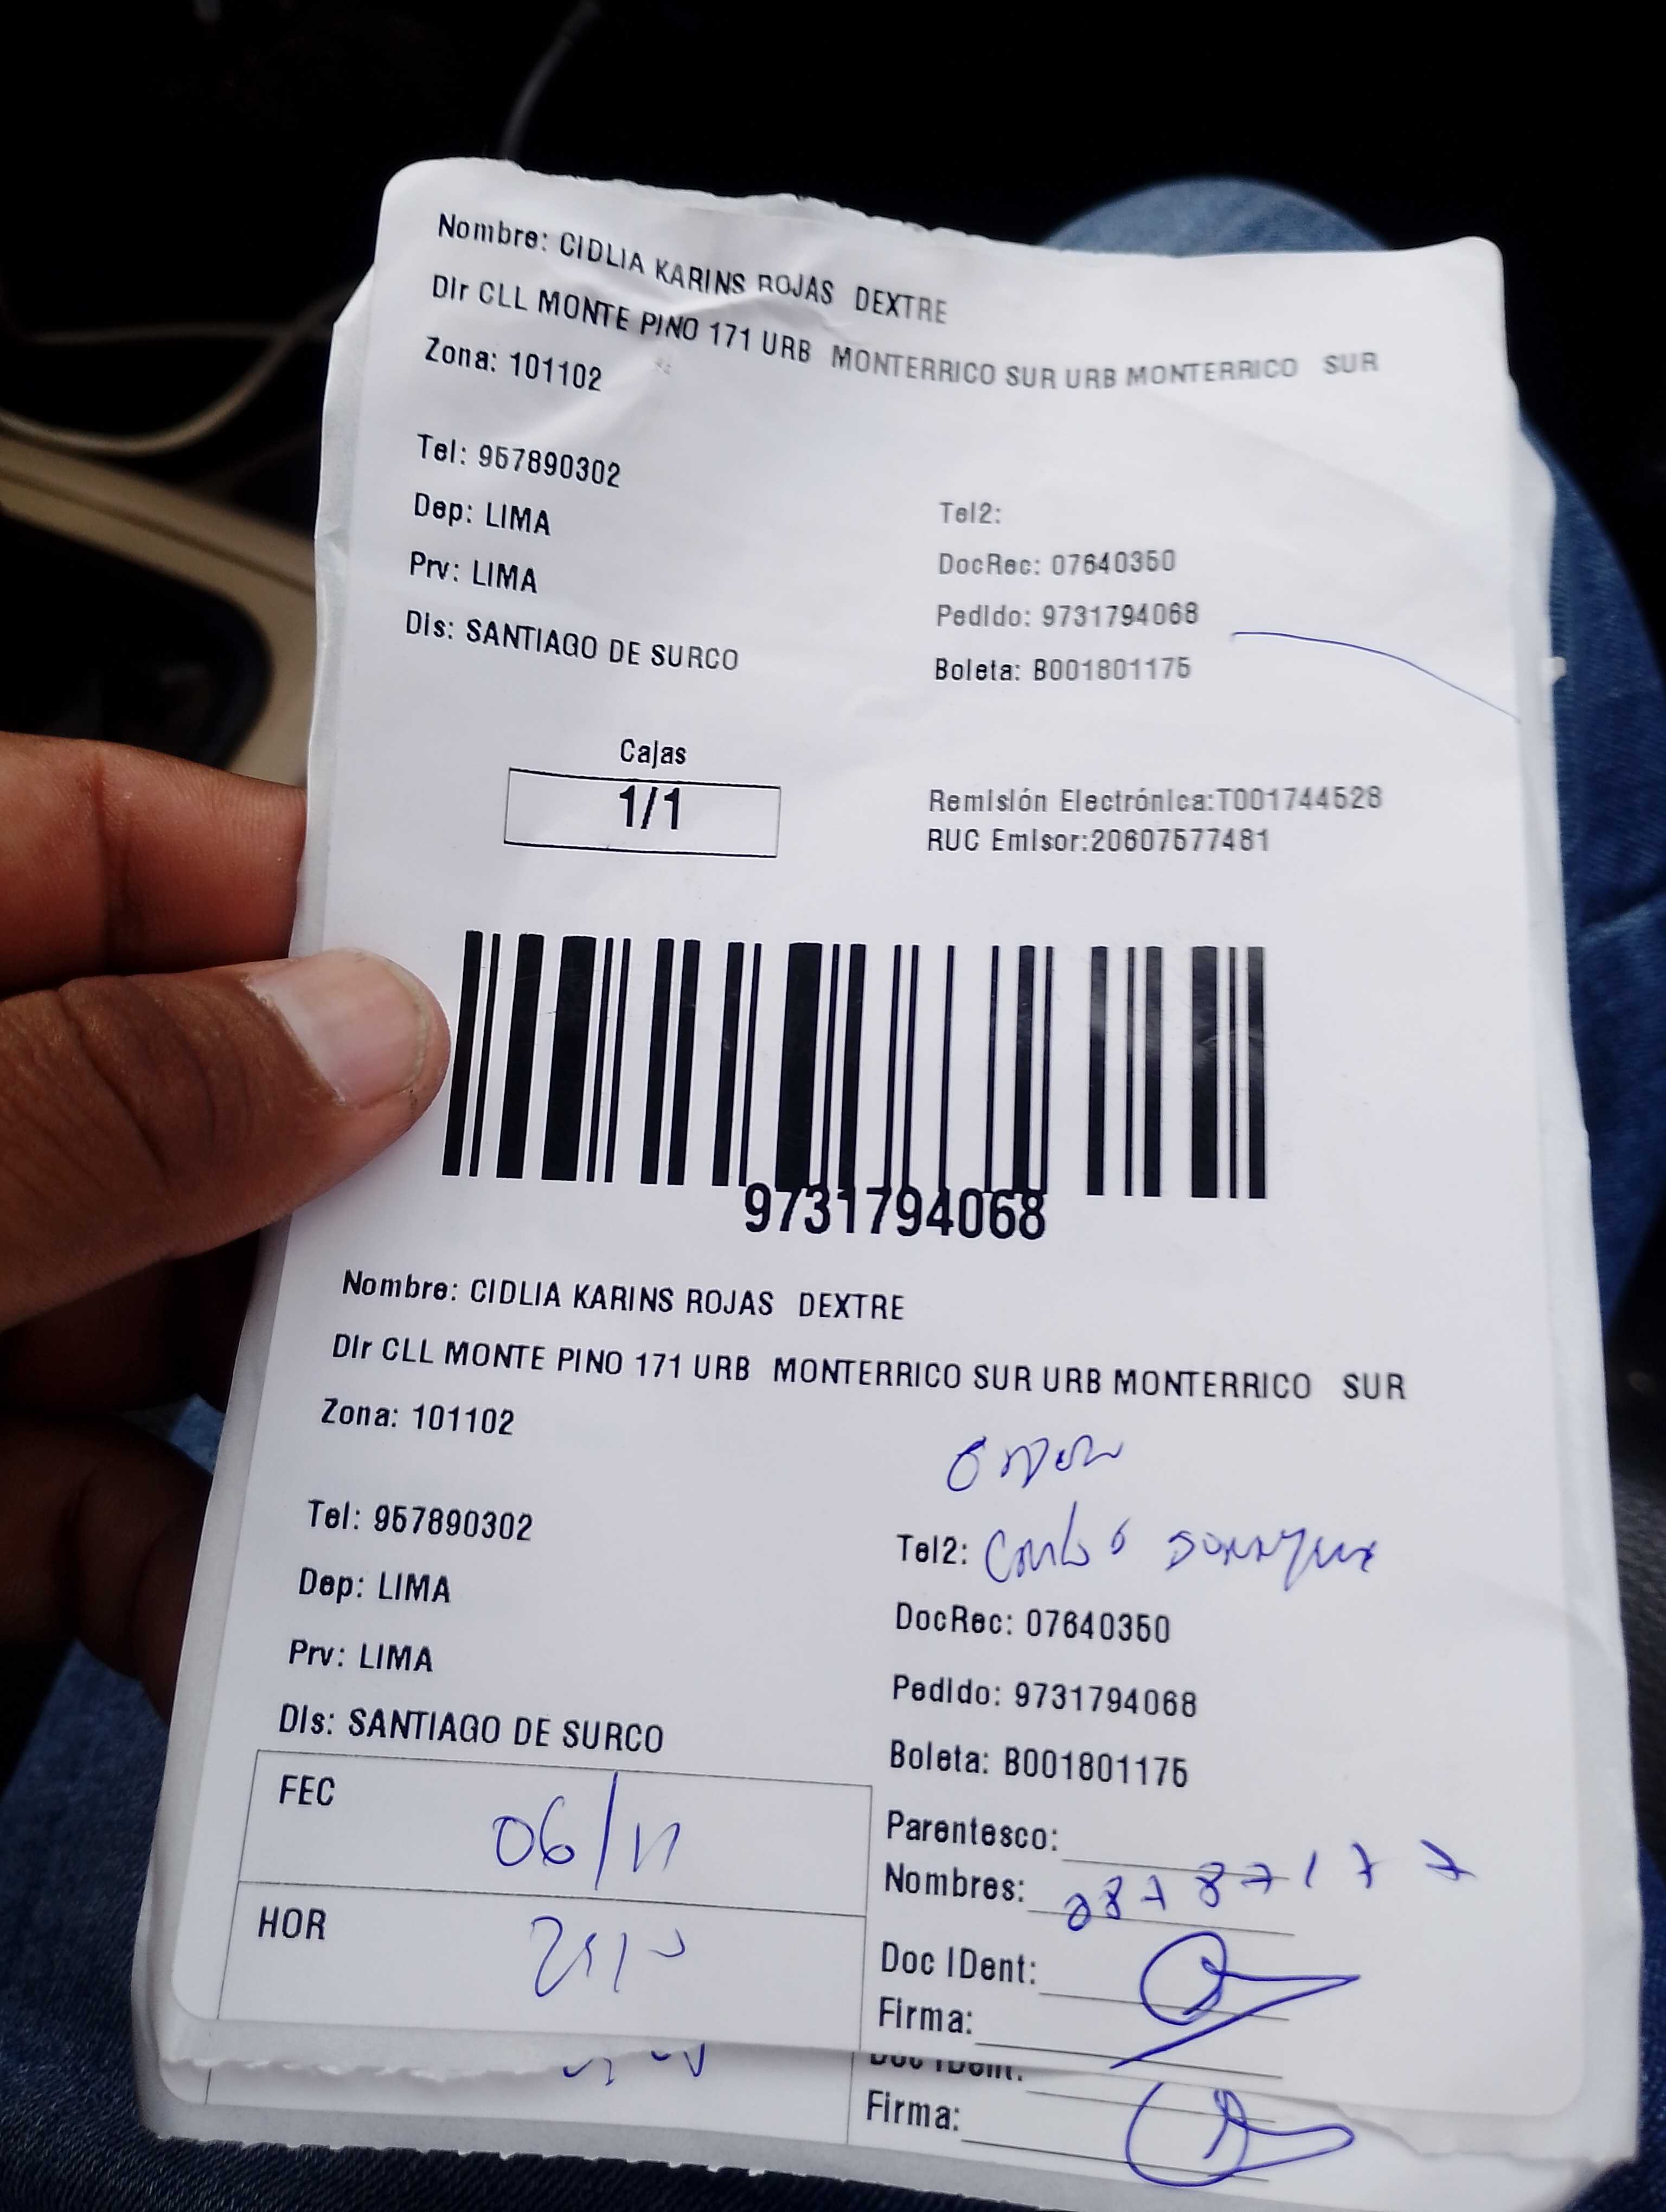 Nombre: CIDLIA KARINS ROJAS DEXTRE
Dir CLL MONTE PINO 171 URB MONTERRICO SUR URB MONTERRICO SUR
Zona: 101102
Tel: 957890302
Tel2:
Dep: LIMA
DocRec: 07640350
Prv: LIMA
Pedido: 9731794068
Dis: SANTIAGO DE SURCO
Boleta: B001801175
Cajas
1/1
Remisión Electrónica:T001744528
RUC Emisor:20607577481
9731794068
Nombre: CIDLIA KARINS ROJAS DEXTRE
Dir CLL MONTE PINO 171 URB MONTERRICO SUR URB MONTERRICO SUR
Zona: 101102
Tel: 957890302
Tel2:
Dep: LIMA
DocRec: 07640350
Prv: LIMA
Pedido: 9731794068
Dis: SANTIAGO DE SURCO
Boleta: B001801175
FEC 06/11
Parentesco:
Nombres:
HOR
Doc IDent:
Firma:
Doc IDent:
Firma: